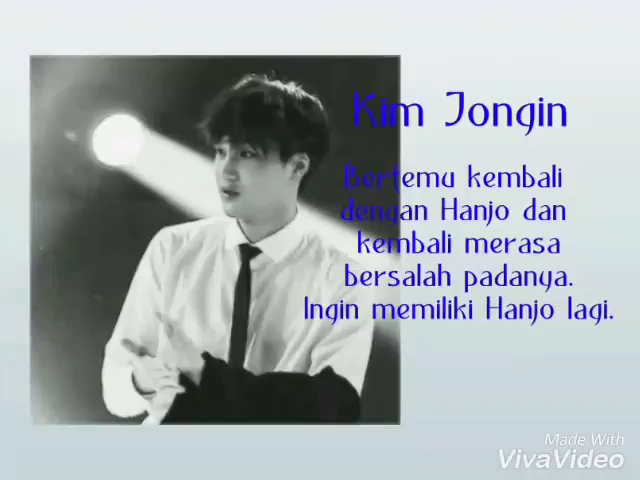 Kim Jongin
Bertemu kembali
dengan Hanjo dan
kembali merasa
bersalah padanya.
Ingin memiliki Hanjo lagi.
Made With
VivaVideo